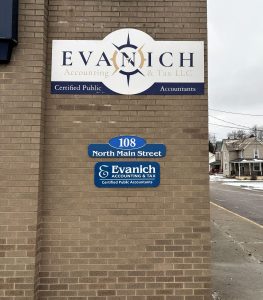 EVANICH
Accounting & Tax LLC
Certified Public Accountants
108
North Main Street
E Evanich
ACCOUNTING & TAX
Certified Public Accountants